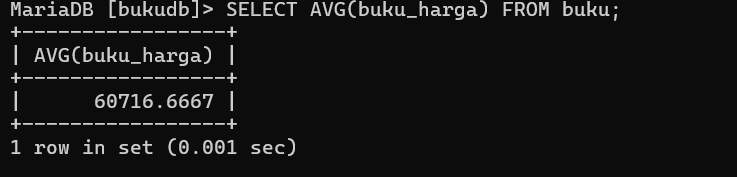 MariaDB [bukudb]> SELECT AVG(buku_harga) FROM buku;
+-----------------+
| AVG(buku_harga) |
+-----------------+
|      60716.6667 |
+-----------------+
1 row in set (0.001 sec)